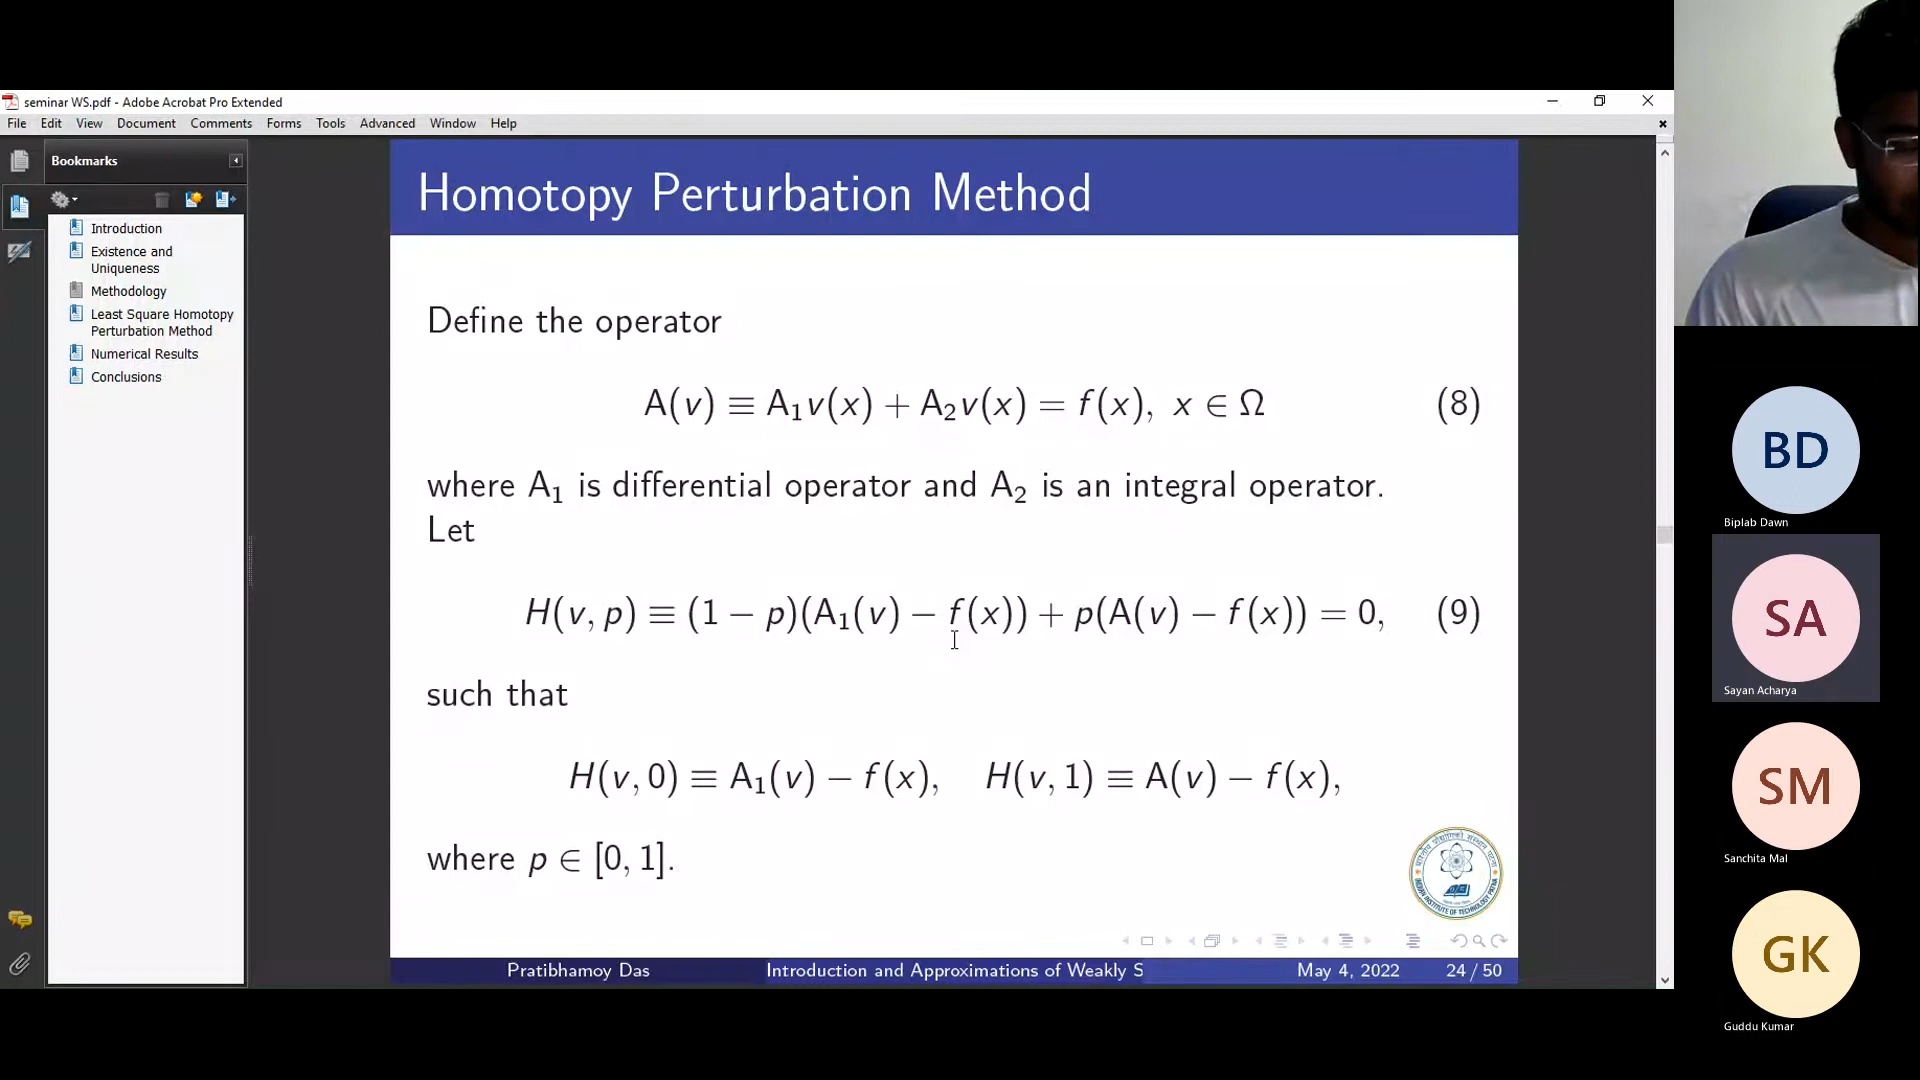 seminar WS.pdf - Adobe Acrobat Pro Extended
File Edit View Document Comments Forms Tools Advanced Window Help
Bookmarks
Introduction
Existence and
Uniqueness
Methodology
Least Square Homotopy
Perturbation Method
Numerical Results
Conclusions
Homotopy Perturbation Method
Define the operator
A(v) ≡ A₁v(x) + A₂v(x) = f(x), x ∈ Ω (8)
where A₁ is differential operator and A₂ is an integral operator.
Let
H(v, p) ≡ (1 − p)(A₁(v) − f(x)) + p(A(v) − f(x)) = 0, (9)
such that
H(v, 0) ≡ A₁(v) − f(x), H(v, 1) ≡ A(v) − f(x),
where p ∈ [0, 1].
Pratibhamoy Das Introduction and Approximations of Weakly S May 4, 2022 24 / 50
BD
Biplab Dawn
SA
Sayan Acharya
SM
Sanchita Mal
GK
Guddu Kumar